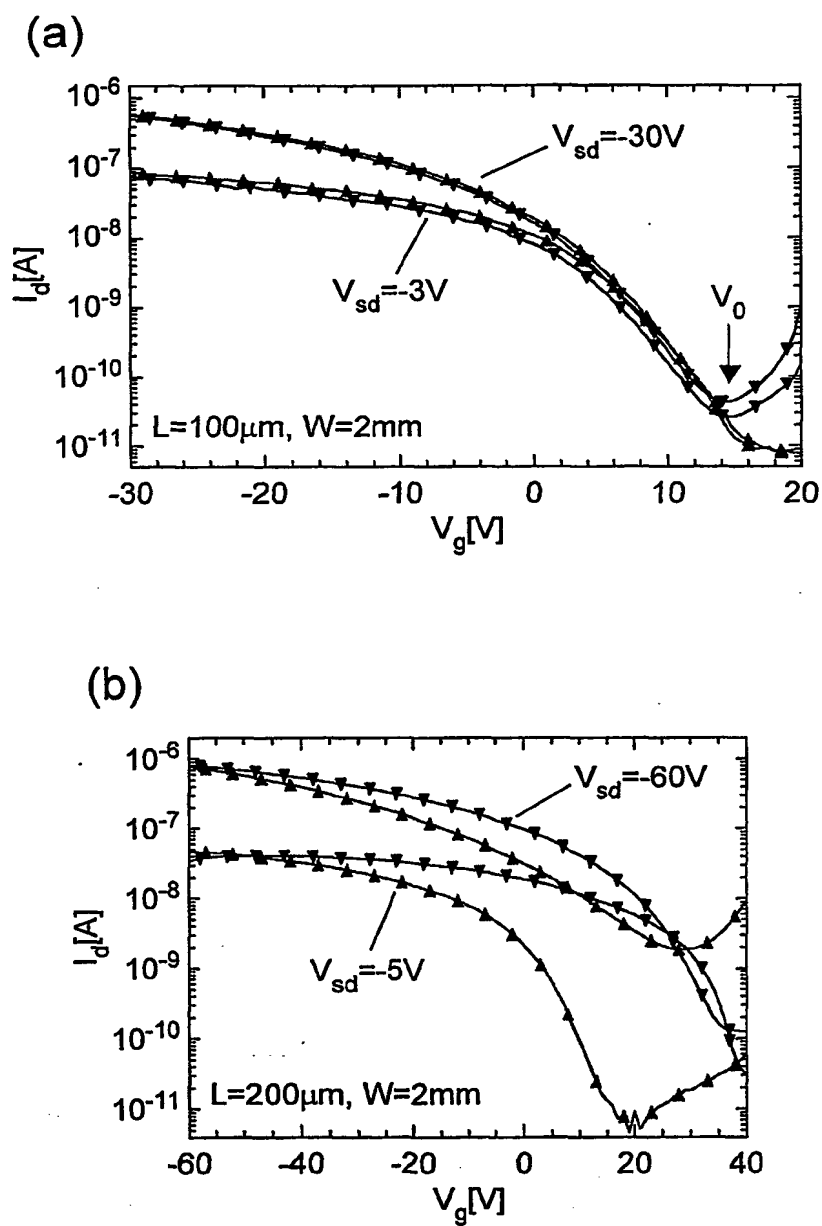 (a)
10^-6
10^-7
10^-8
10^-9
10^-10
10^-11
I_d[A]
V_sd=-30V
V_sd=-3V
V_0
L=100μm, W=2mm
-30 -20 -10 0 10 20
V_g[V]
(b)
10^-6
10^-7
10^-8
10^-9
10^-10
10^-11
I_d[A]
V_sd=-60V
V_sd=-5V
L=200μm, W=2mm
-60 -40 -20 0 20 40
V_g[V]